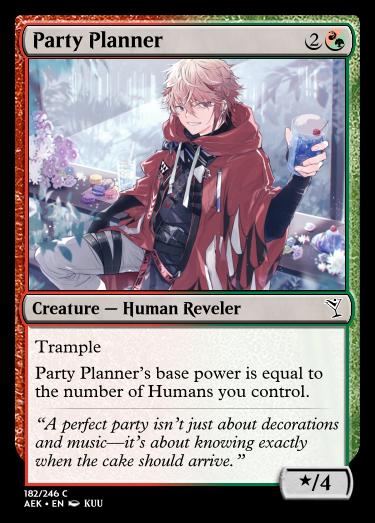 Party Planner 2
Creature — Human Reveler
Trample
Party Planner's base power is equal to
the number of Humans you control.
“A perfect party isn't just about decorations
and music—it's about knowing exactly
when the cake should arrive.”
*/4
182/246 C
AEK • EN KUU